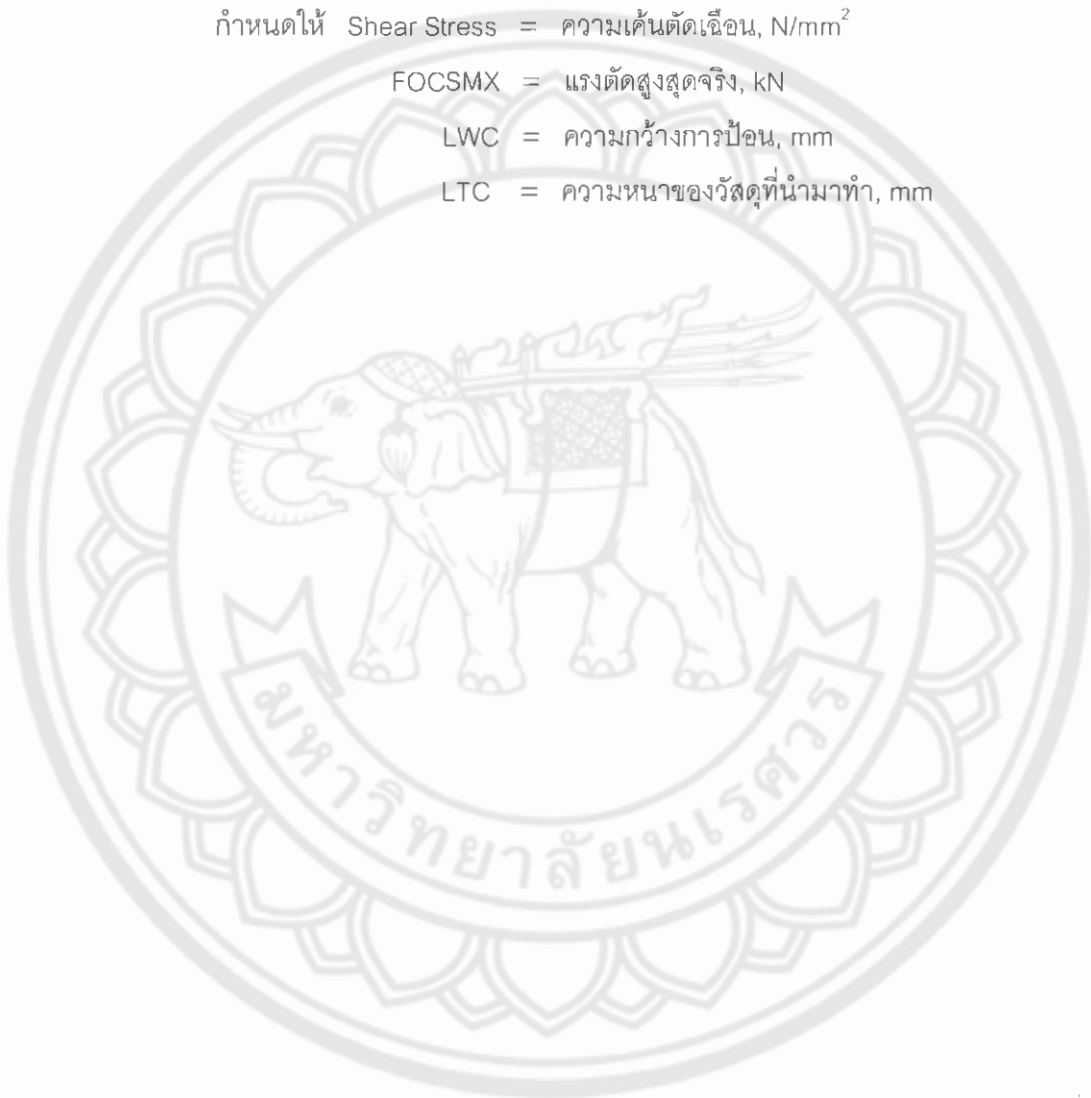 กำหนดให้ Shear Stress = ความเค้นตัดเฉือน, N/mm²
FOCSMX = แรงตัดสูงสุดจริง, kN
LWC = ความกว้างการป้อน, mm
LTC = ความหนาของวัสดุที่นำมาทำ, mm
มหาวิทยาลัยนเรศวร